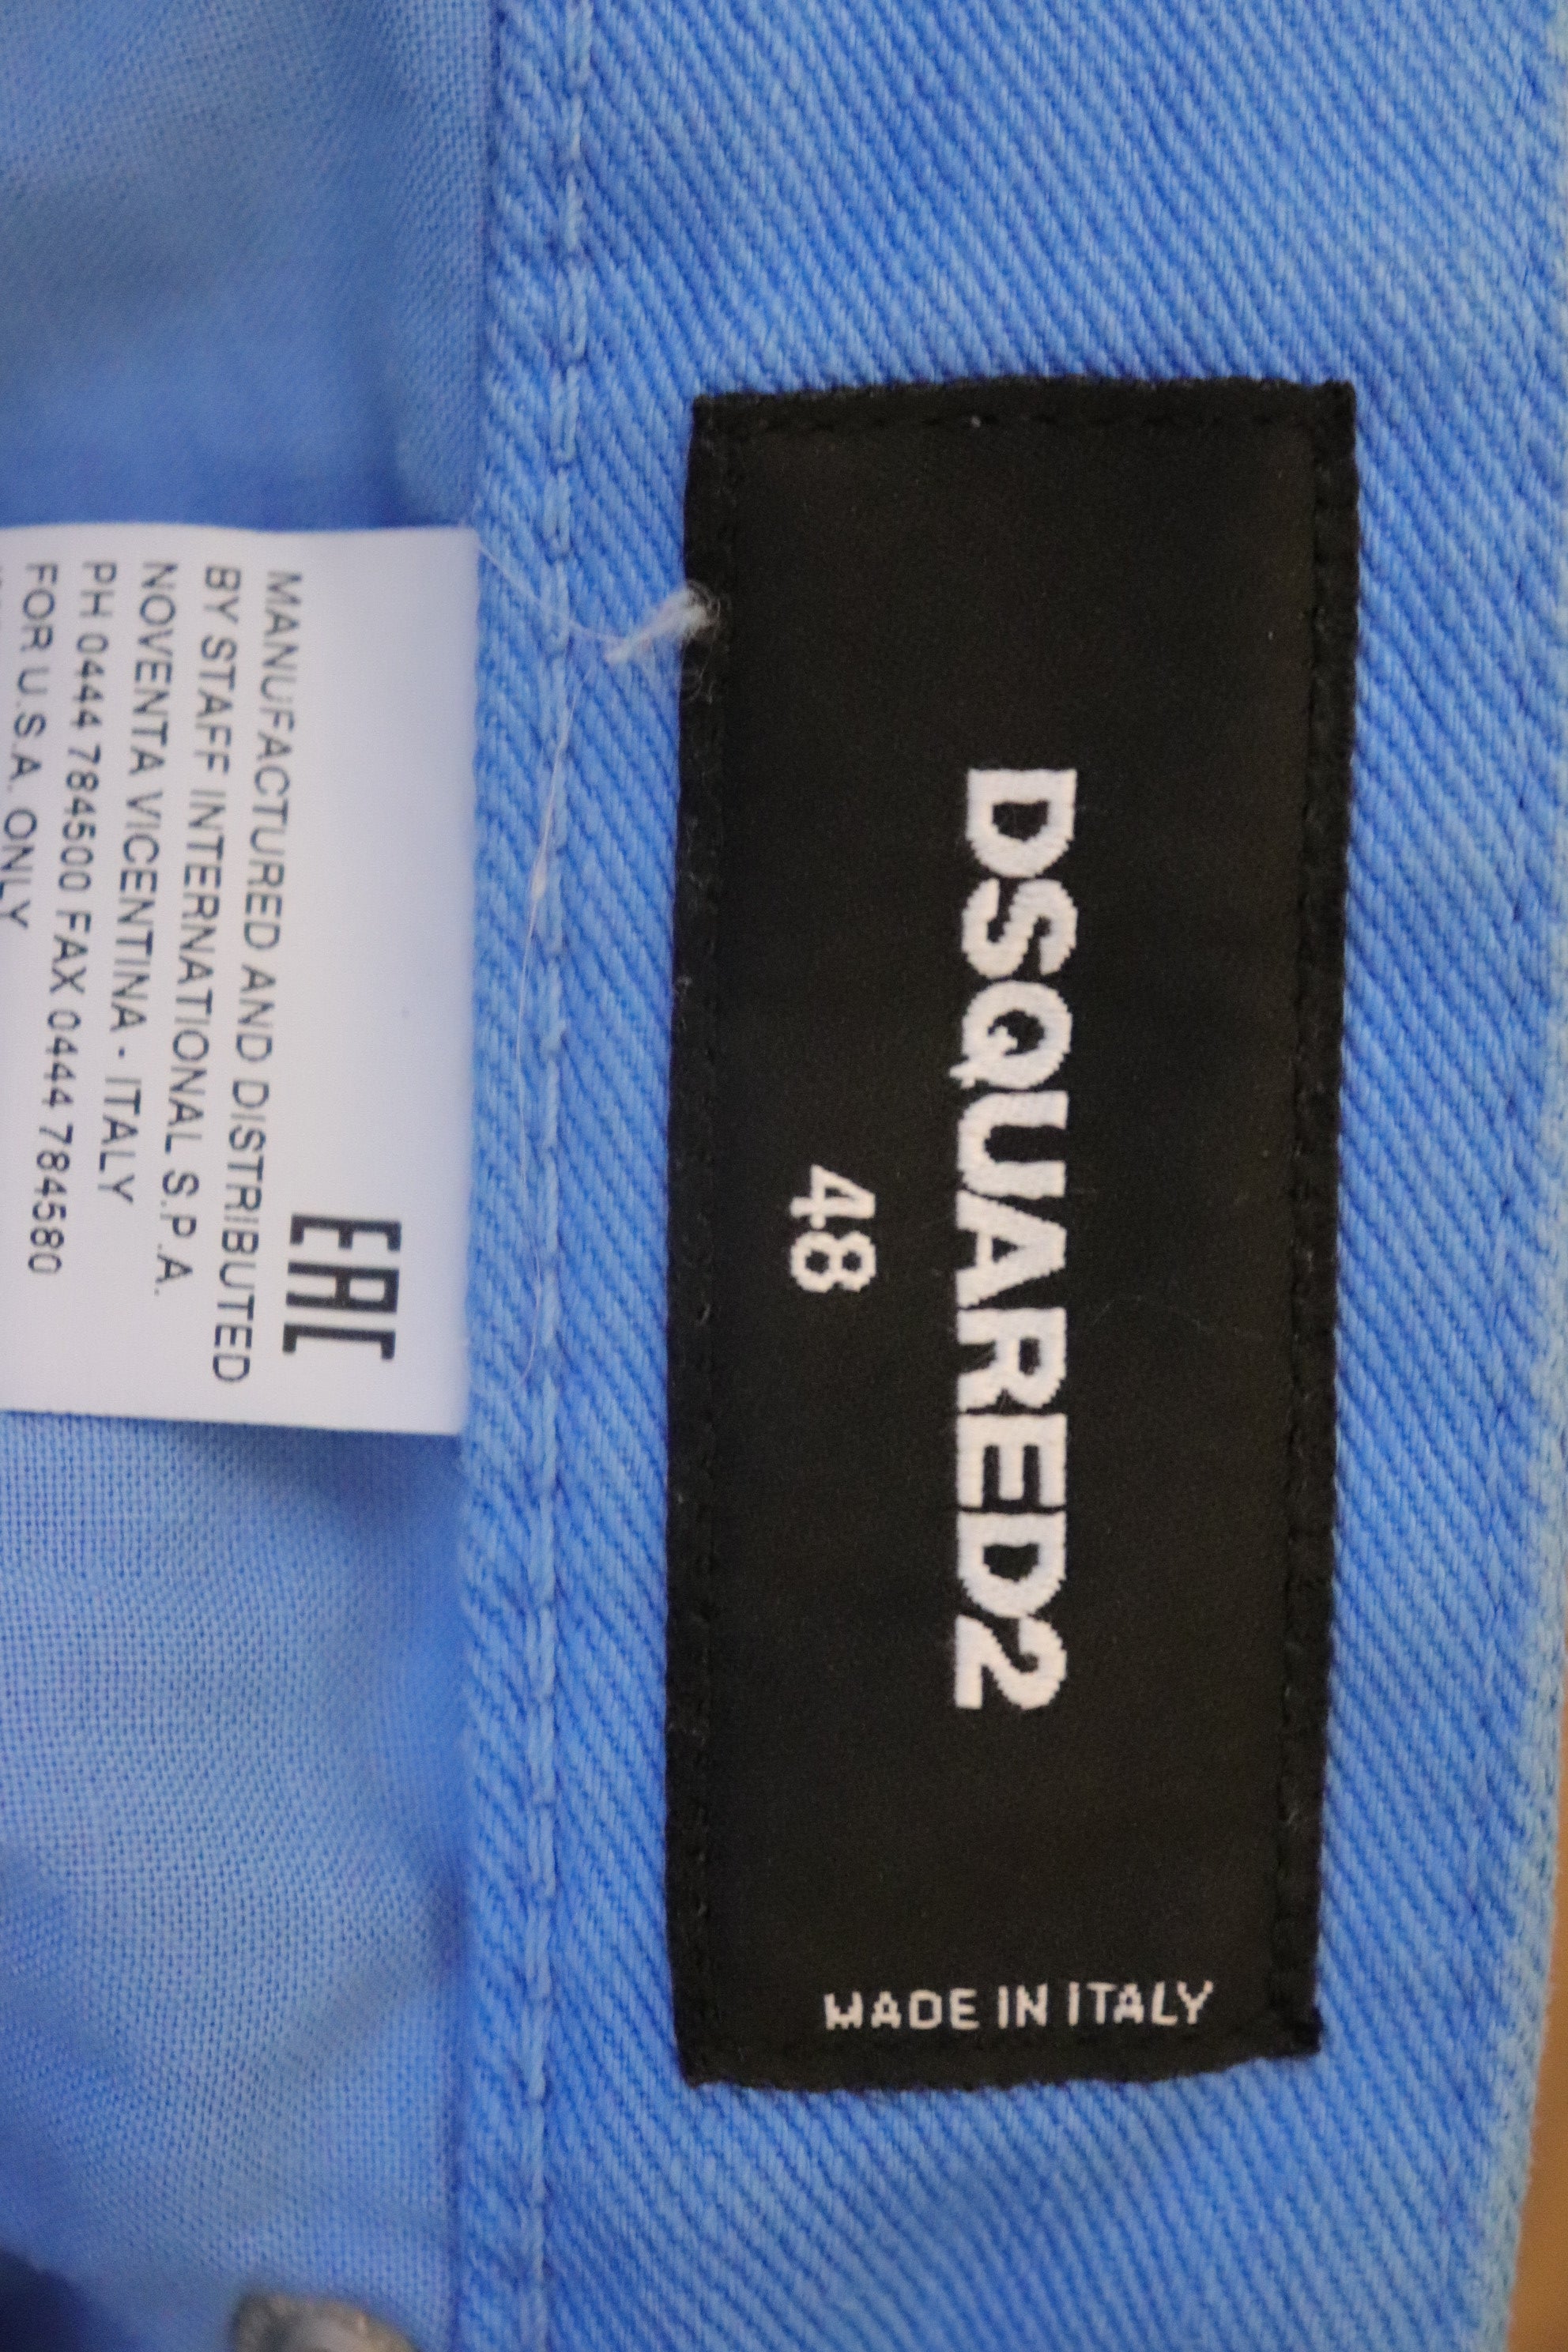 DSQUARED2
48
MADE IN ITALY
EAC
MANUFACTURED AND DISTRIBUTED
BY STAFF INTERNATIONAL S.P.A.
NOVENTA VICENTINA - ITALY
PH 0444 784500 FAX 0444 784580
FOR U.S.A. ONLY